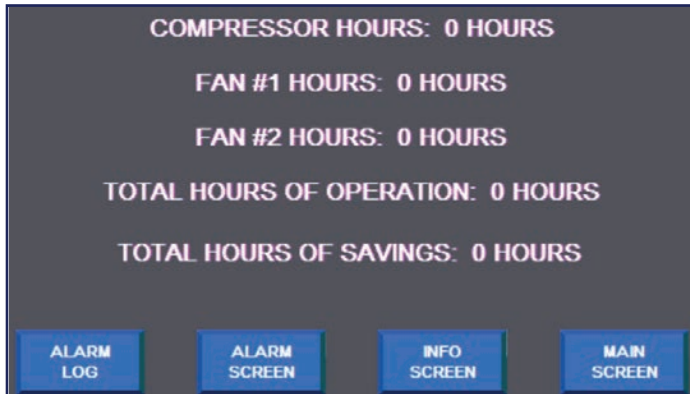 COMPRESSOR HOURS: 0 HOURS
FAN #1 HOURS: 0 HOURS
FAN #2 HOURS: 0 HOURS
TOTAL HOURS OF OPERATION: 0 HOURS
TOTAL HOURS OF SAVINGS: 0 HOURS
ALARM
LOG
ALARM
SCREEN
INFO
SCREEN
MAIN
SCREEN